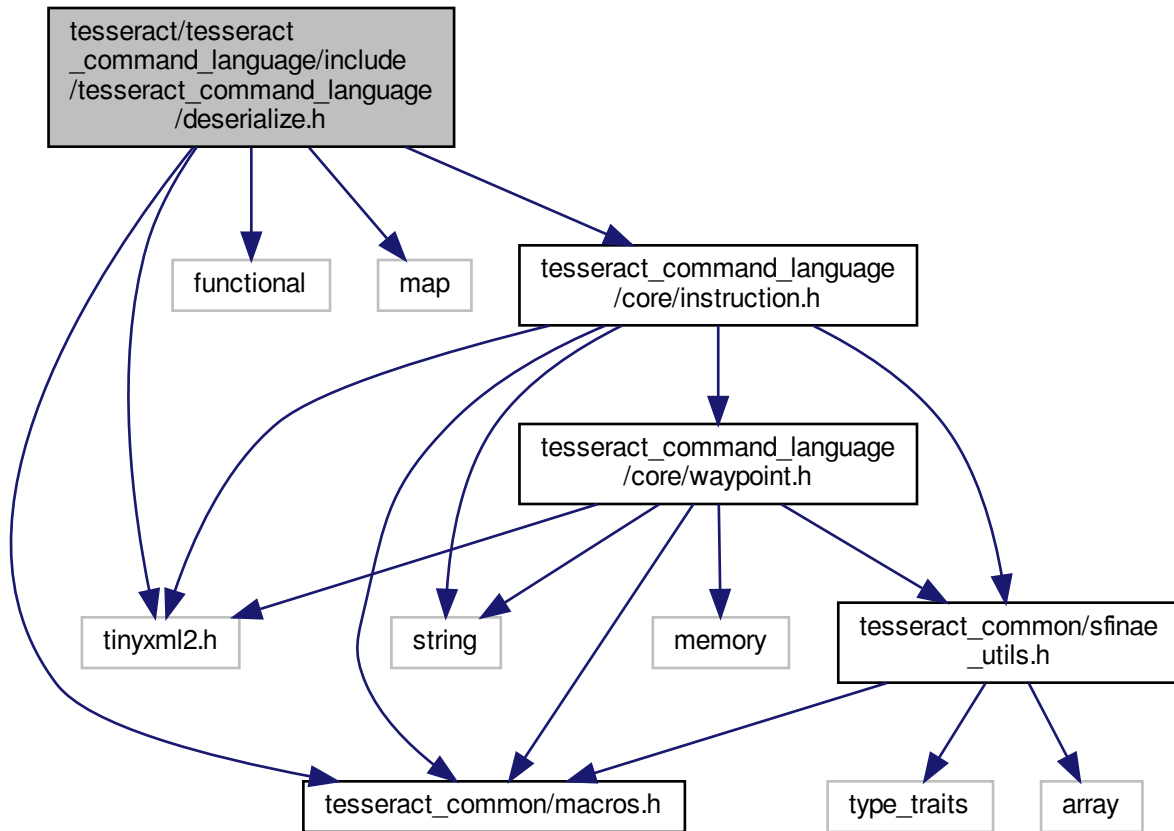 tesseract/tesseract
_command_language/include
/tesseract_command_language
/deserialize.h
functional
map
tesseract_command_language
/core/instruction.h
tesseract_command_language
/core/waypoint.h
tinyxml2.h
string
memory
tesseract_common/sfinae
_utils.h
tesseract_common/macros.h
type_traits
array